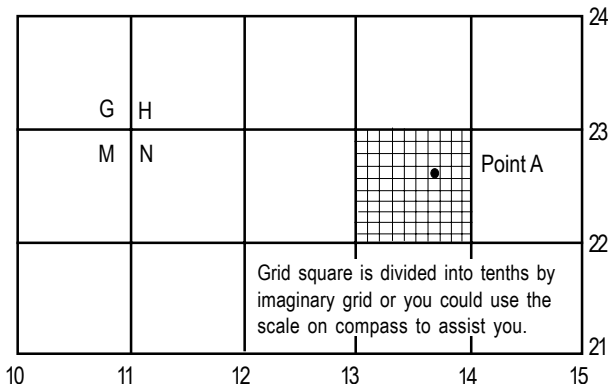 24
G H
23
M N
Point A
22
Grid square is divided into tenths by
imaginary grid or you could use the
scale on compass to assist you.
21
10 11 12 13 14 15